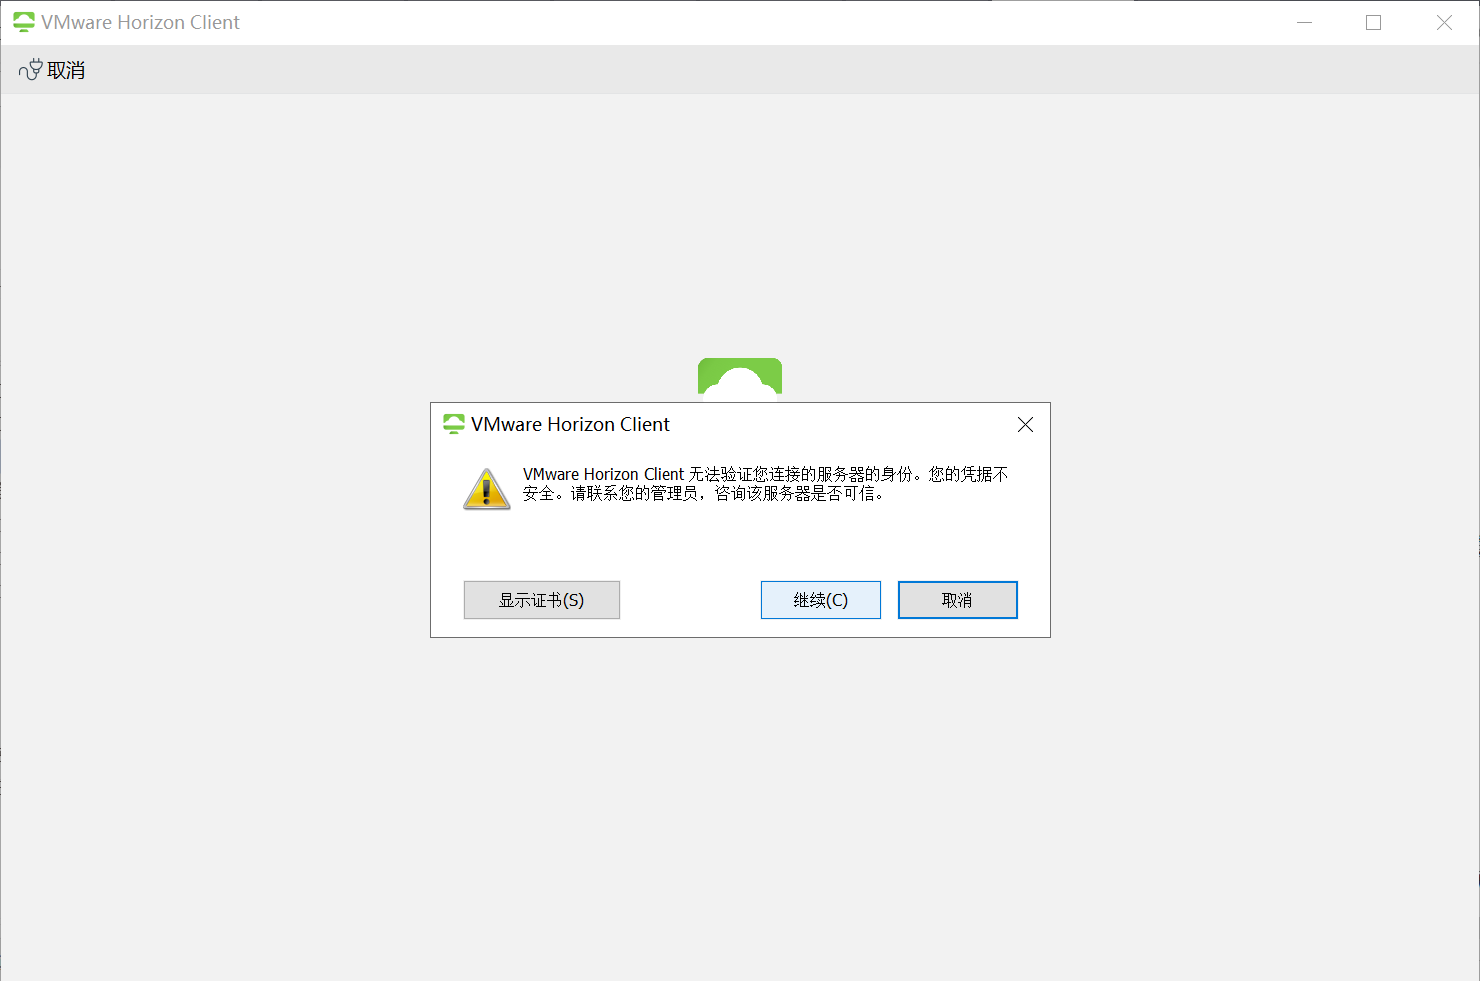 VMware Horizon Client
取消
VMware Horizon Client
VMware Horizon Client 无法验证您连接的服务器的身份。您的凭据不
安全。请联系您的管理员，咨询该服务器是否可信。
显示证书(S) 继续(C) 取消